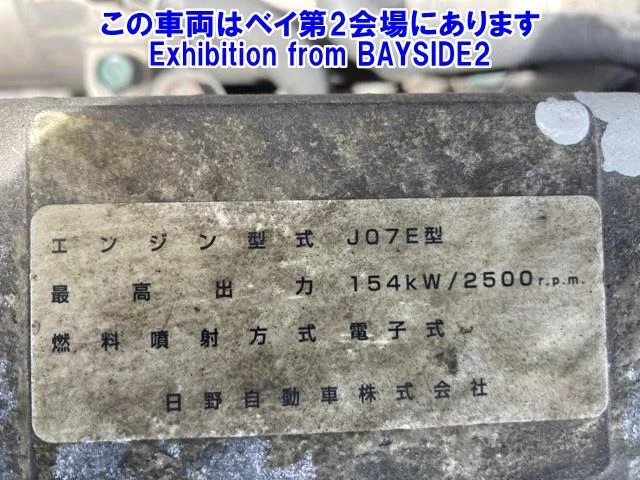 この車両はベイ第2会場にあります
Exhibition from BAYSIDE2
エンジン型式 J07E型
最高出力 154kW/2500r.p.m.
燃料噴射方式 電子式
日野自動車株式会社